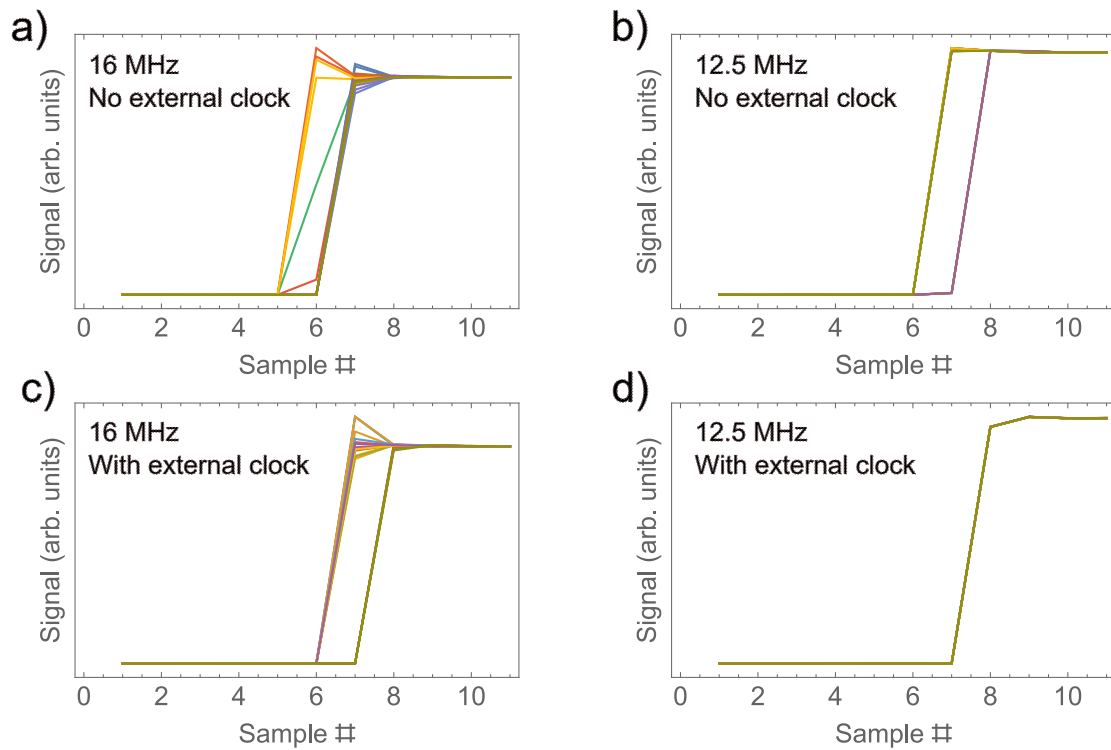 a)
16 MHz
No external clock
Signal (arb. units)
0 2 4 6 8 10
Sample #
b)
12.5 MHz
No external clock
Signal (arb. units)
0 2 4 6 8 10
Sample #
c)
16 MHz
With external clock
Signal (arb. units)
0 2 4 6 8 10
Sample #
d)
12.5 MHz
With external clock
Signal (arb. units)
0 2 4 6 8 10
Sample #